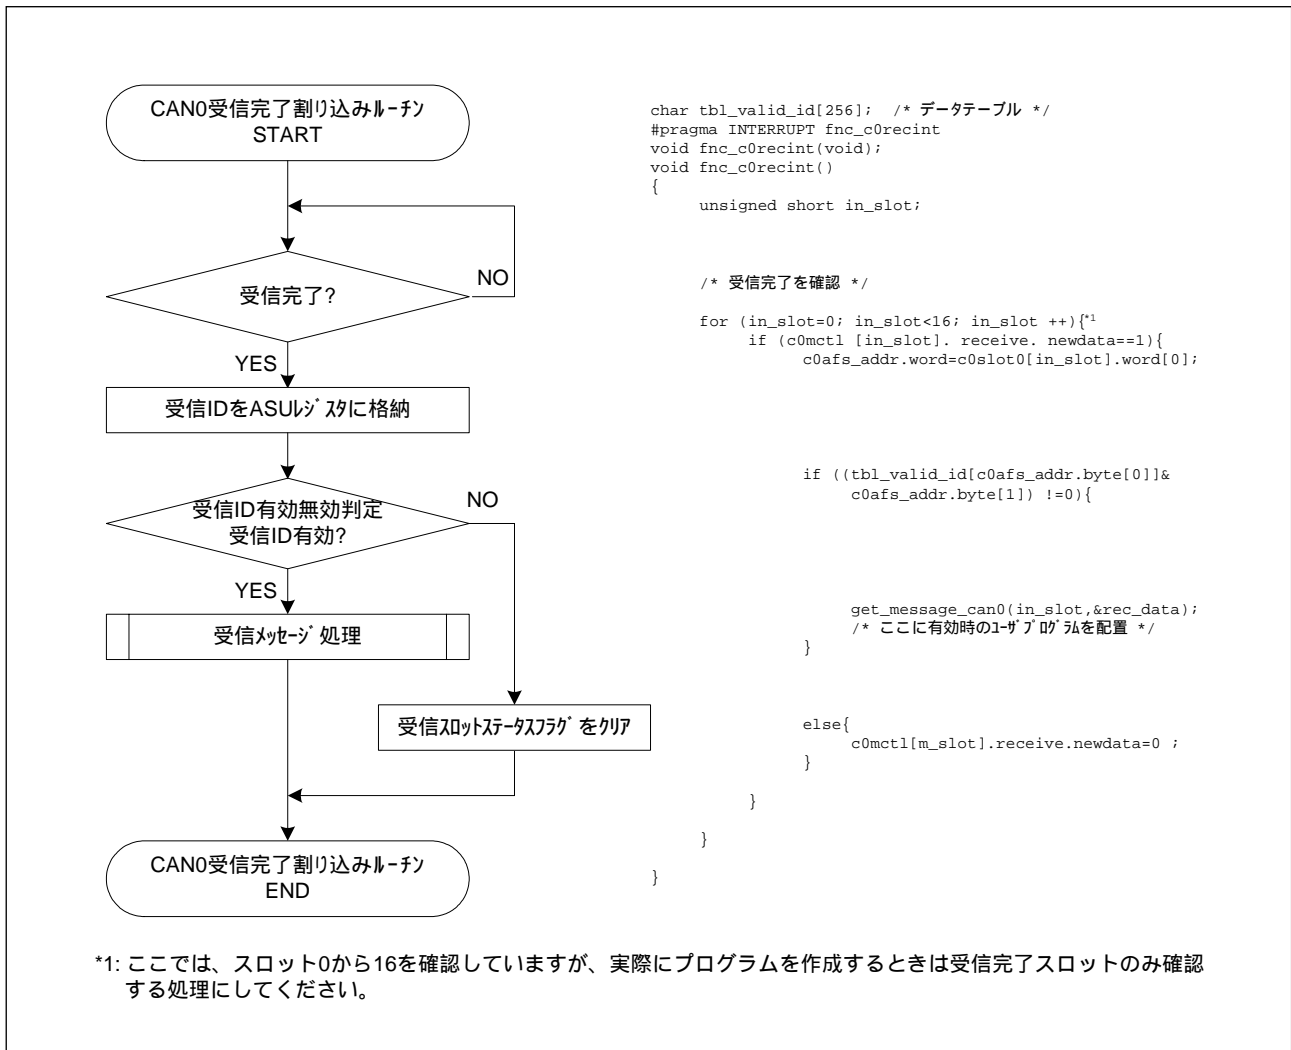 CAN0受信完了割り込みﾙｰﾁﾝ
START
受信完了?
NO
YES
受信IDをASUﾚｼﾞｽﾀに格納
受信ID有効無効判定
受信ID有効?
NO
YES
受信ﾒｯｾｰｼﾞ処理
受信ｽﾛｯﾄｽﾃｰﾀｽﾌﾗｸﾞをｸﾘｱ
CAN0受信完了割り込みﾙｰﾁﾝ
END
char tbl_valid_id[256];  /* データテーブル */
#pragma INTERRUPT fnc_c0recint
void fnc_c0recint(void);
void fnc_c0recint()
{
unsigned short in_slot;
/* 受信完了を確認 */
for (in_slot=0; in_slot<16; in_slot ++){*1
if (c0mctl [in_slot]. receive. newdata==1){
c0afs_addr.word=c0slot0[in_slot].word[0];
if ((tbl_valid_id[c0afs_addr.byte[0]]&
c0afs_addr.byte[1]) !=0){
get_message_can0(in_slot,&rec_data);
/* ここに有効時のﾕｰｻﾞﾌﾟﾛｸﾞﾗﾑを配置 */
}
else{
c0mctl[m_slot].receive.newdata=0 ;
}
}
}
}
*1: ここでは、スロット0から16を確認していますが、実際にプログラムを作成するときは受信完了スロットのみ確認
する処理にしてください。